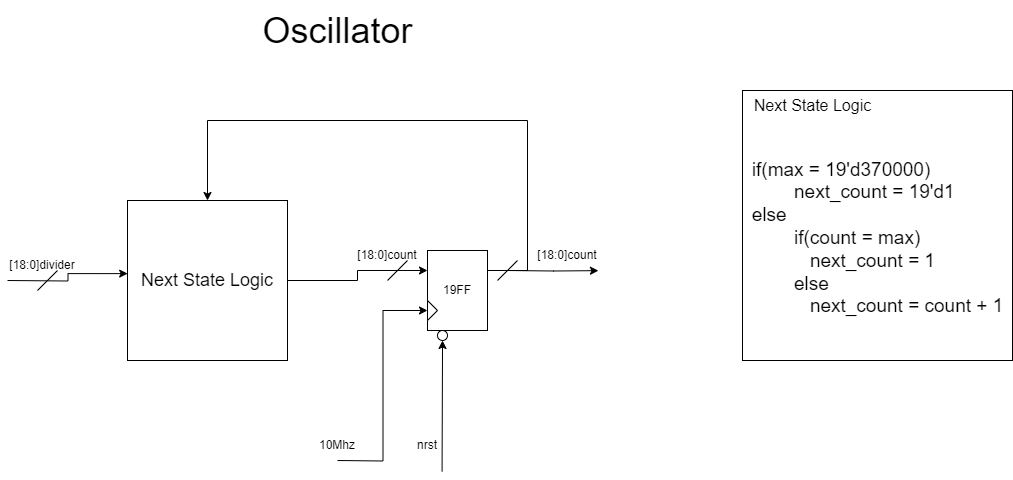 Oscillator
Next State Logic
if(max = 19'd370000)
next_count = 19'd1
else
if(count = max)
next_count = 1
else
next_count = count + 1
[18:0]divider
Next State Logic
[18:0]count
[18:0]count
19FF
10Mhz
nrst